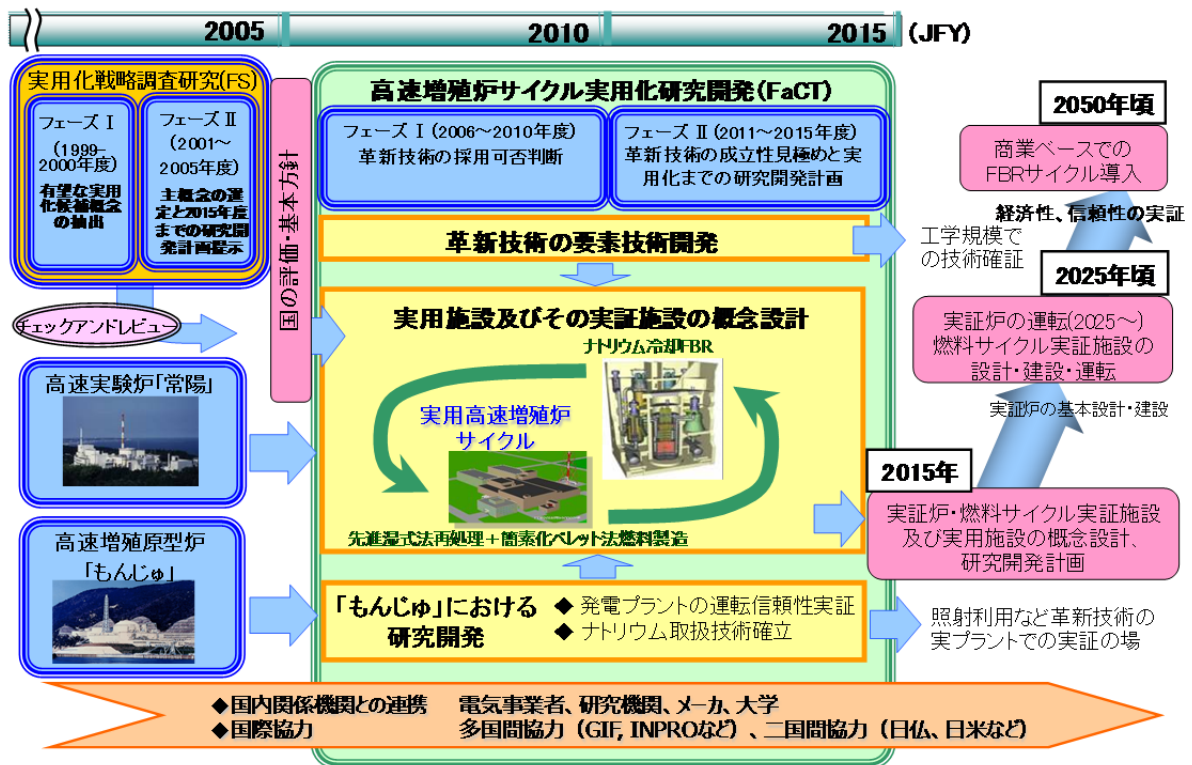 2005
2010
2015
(JFY)
実用化戦略調査研究(FS)
フェーズ I
(1999-
2000年度)
有望な実用
化候補概念
の抽出
フェーズ II
(2001～
2005年度)
主概念の選
定と2015年度
までの研究開
発計画提示
チェックアンドレビュー
国の評価・基本方針
高速増殖炉サイクル実用化研究開発(FaCT)
フェーズ I (2006～2010年度)
革新技術の採用可否判断
フェーズ II (2011～2015年度)
革新技術の成立性見極めと実
用化までの研究開発計画
革新技術の要素技術開発
工学規模で
の技術確証
実用施設及びその実証施設の概念設計
ナトリウム冷却FBR
実用高速増殖炉
サイクル
先進湿式法再処理＋簡素化ペレット法燃料製造
高速実験炉「常陽」
高速増殖原型炉
「もんじゅ」
「もんじゅ」における
研究開発
◆ 発電プラントの運転信頼性実証
◆ ナトリウム取扱技術確立
照射利用など革新技術の
実プラントでの実証の場
2050年頃
商業ベースでの
FBRサイクル導入
経済性、信頼性の実証
2025年頃
実証炉の運転(2025～)
燃料サイクル実証施設の
設計・建設・運転
実証炉の基本設計・建設
2015年
実証炉・燃料サイクル実証施設
及び実用施設の概念設計、
研究開発計画
◆国内関係機関との連携　電気事業者、研究機関、メーカ、大学
◆国際協力　多国間協力（GIF, INPROなど）、二国間協力（日仏、日米など）